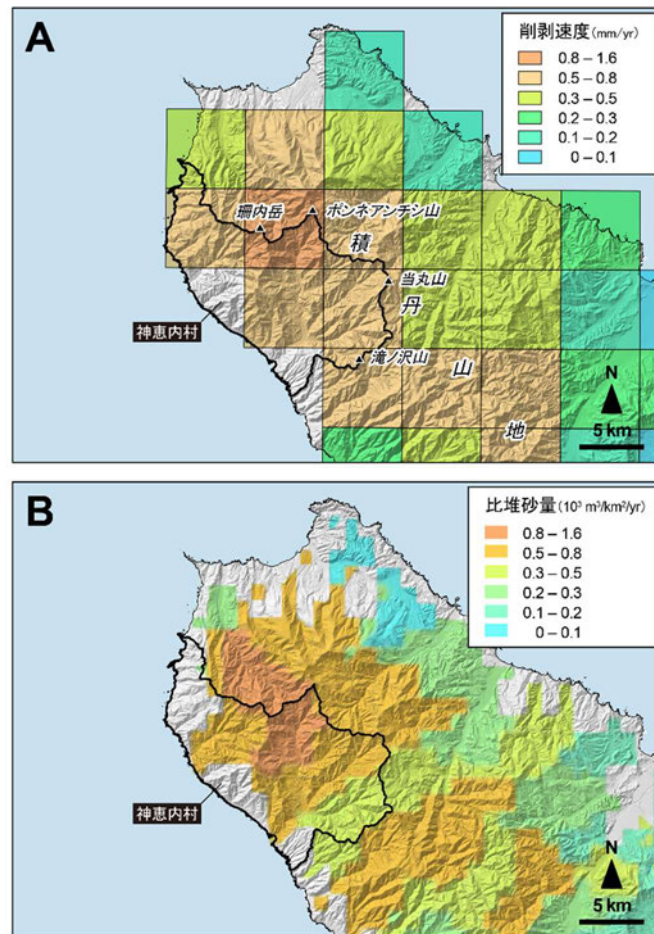 A
削剥速度(mm/yr)
0.8 – 1.6
0.5 – 0.8
0.3 – 0.5
0.2 – 0.3
0.1 – 0.2
0 – 0.1
珊内岳
ポンネアンチシ山
積
当丸山
丹
神恵内村
滝ノ沢山
山
地
N
5 km
B
比堆砂量(10³ m³/km²/yr)
0.8 – 1.6
0.5 – 0.8
0.3 – 0.5
0.2 – 0.3
0.1 – 0.2
0 – 0.1
神恵内村
N
5 km